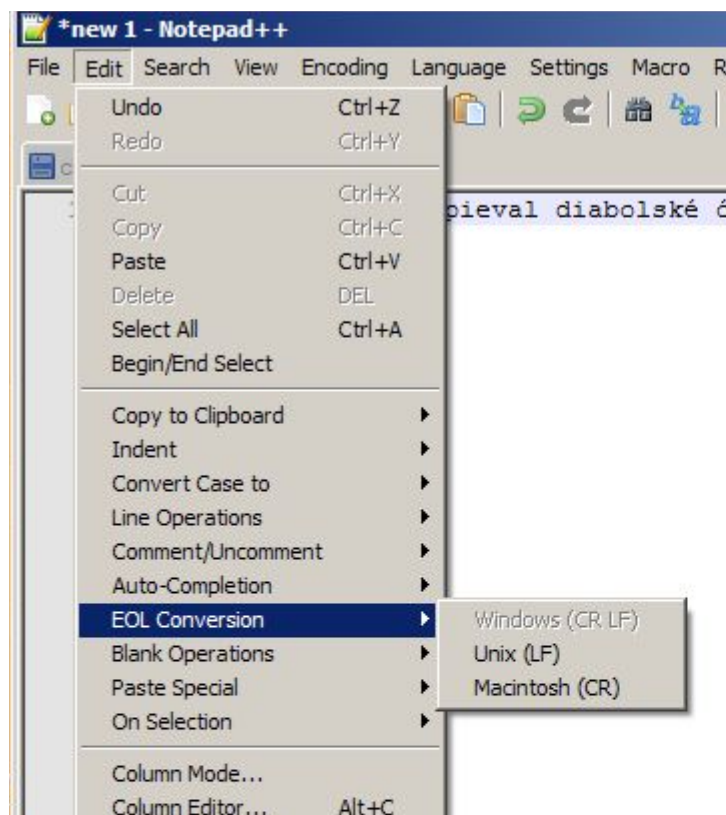 *new 1 - Notepad++
File Edit Search View Encoding Language Settings Macro R
Undo Ctrl+Z
Redo Ctrl+Y
Cut Ctrl+X
pieval diabolské
Copy Ctrl+C
Paste Ctrl+V
Delete DEL
Select All Ctrl+A
Begin/End Select
Copy to Clipboard
Indent
Convert Case to
Line Operations
Comment/Uncomment
Auto-Completion
EOL Conversion
Windows (CR LF)
Blank Operations
Unix (LF)
Paste Special
Macintosh (CR)
On Selection
Column Mode...
Column Editor... Alt+C